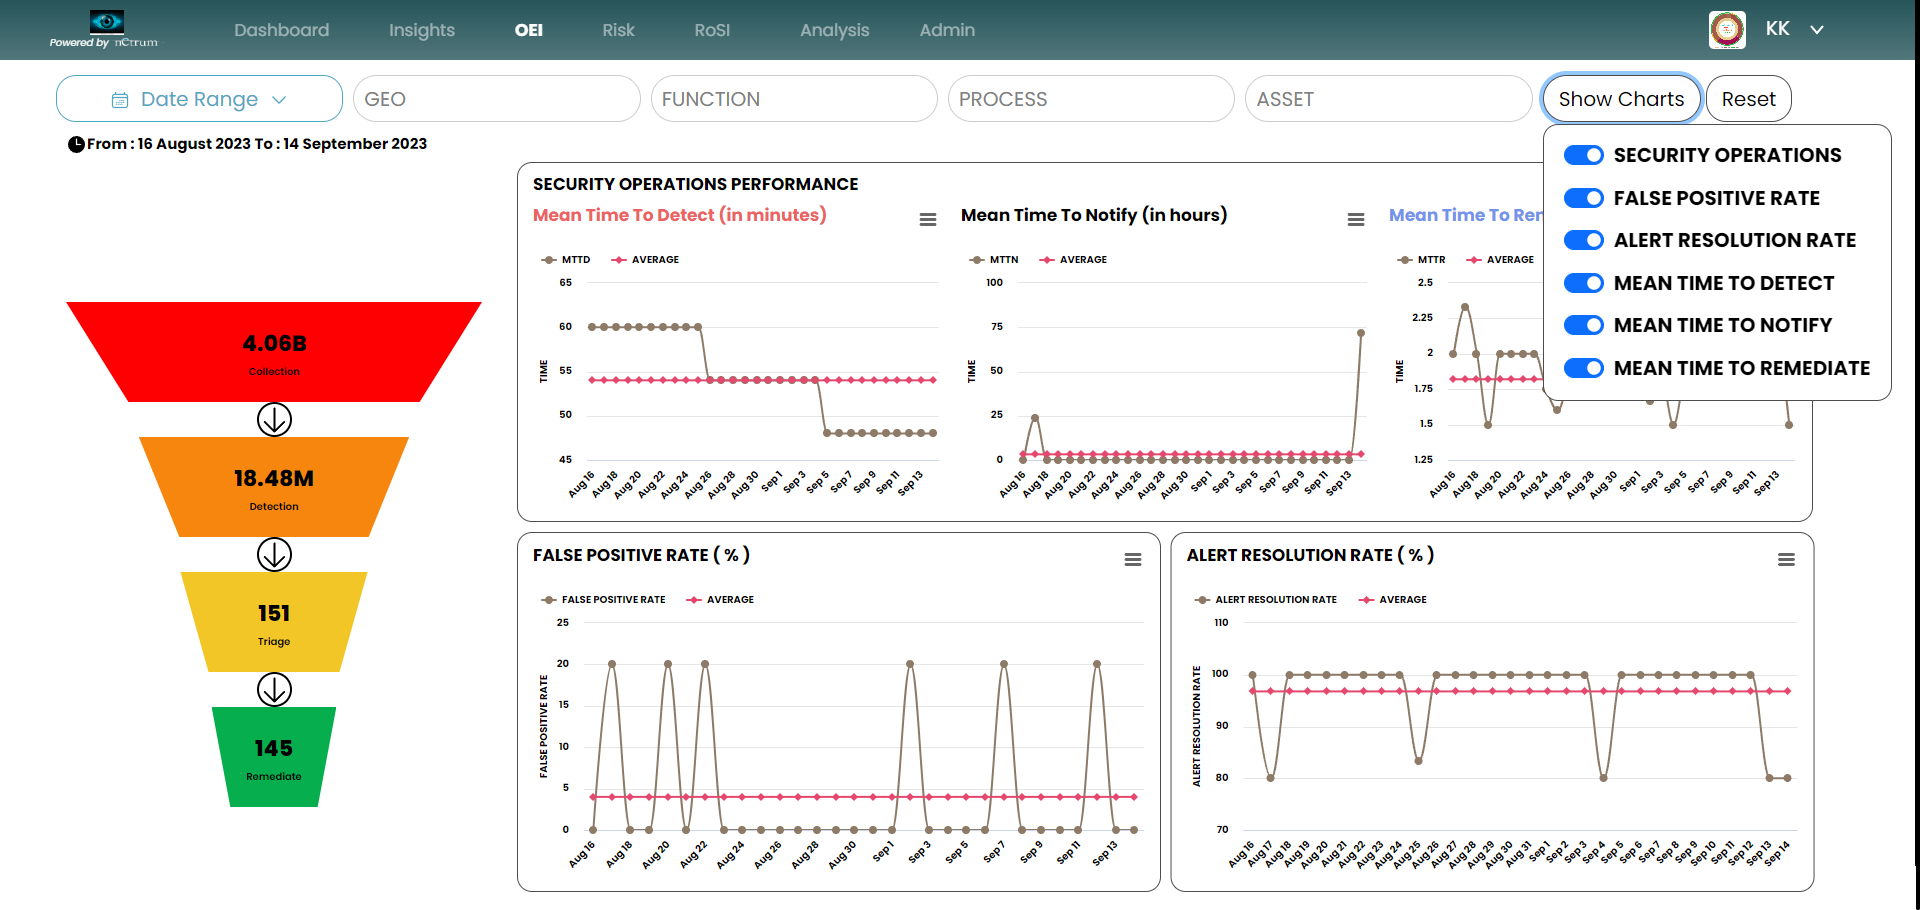 Powered by nCtrum
Dashboard
Insights
OEI
Risk
RoSI
Analysis
Admin
KK
Date Range
GEO
FUNCTION
PROCESS
ASSET
Show Charts
Reset
From : 16 August 2023 To : 14 September 2023
SECURITY OPERATIONS
FALSE POSITIVE RATE
ALERT RESOLUTION RATE
MEAN TIME TO DETECT
MEAN TIME TO NOTIFY
MEAN TIME TO REMEDIATE
4.06B
Collection
18.48M
Detection
151
Triage
145
Remediate
SECURITY OPERATIONS PERFORMANCE
Mean Time To Detect (in minutes)
MTTD
AVERAGE
TIME
65
60
55
50
45
Aug 16
Aug 18
Aug 20
Aug 22
Aug 24
Aug 26
Aug 28
Aug 30
Sep 1
Sep 3
Sep 5
Sep 7
Sep 9
Sep 11
Sep 13
Mean Time To Notify (in hours)
MTTN
AVERAGE
TIME
100
75
50
25
0
Aug 16
Aug 18
Aug 20
Aug 22
Aug 24
Aug 26
Aug 28
Aug 30
Sep 1
Sep 3
Sep 5
Sep 7
Sep 9
Sep 11
Sep 13
Mean Time To Rer
MTTR
AVERAGE
TIME
2.5
2.25
2
1.75
1.5
1.25
Aug 16
Aug 18
Aug 20
Aug 22
Aug 24
Aug 26
Aug 28
Aug 30
Sep 1
Sep 3
Sep 5
Sep 7
Sep 9
Sep 11
Sep 13
FALSE POSITIVE RATE ( % )
FALSE POSITIVE RATE
AVERAGE
FALSE POSITIVE RATE
25
20
15
10
5
0
Aug 16
Aug 18
Aug 20
Aug 22
Aug 24
Aug 26
Aug 28
Aug 30
Sep 1
Sep 3
Sep 5
Sep 7
Sep 9
Sep 11
Sep 13
ALERT RESOLUTION RATE ( % )
ALERT RESOLUTION RATE
AVERAGE
ALERT RESOLUTION RATE
110
100
90
80
70
Aug 16
Aug 17
Aug 18
Aug 19
Aug 20
Aug 21
Aug 22
Aug 23
Aug 24
Aug 25
Aug 26
Aug 27
Aug 28
Aug 29
Aug 30
Aug 31
Sep 1
Sep 2
Sep 3
Sep 4
Sep 5
Sep 6
Sep 7
Sep 8
Sep 9
Sep 10
Sep 11
Sep 12
Sep 13
Sep 14